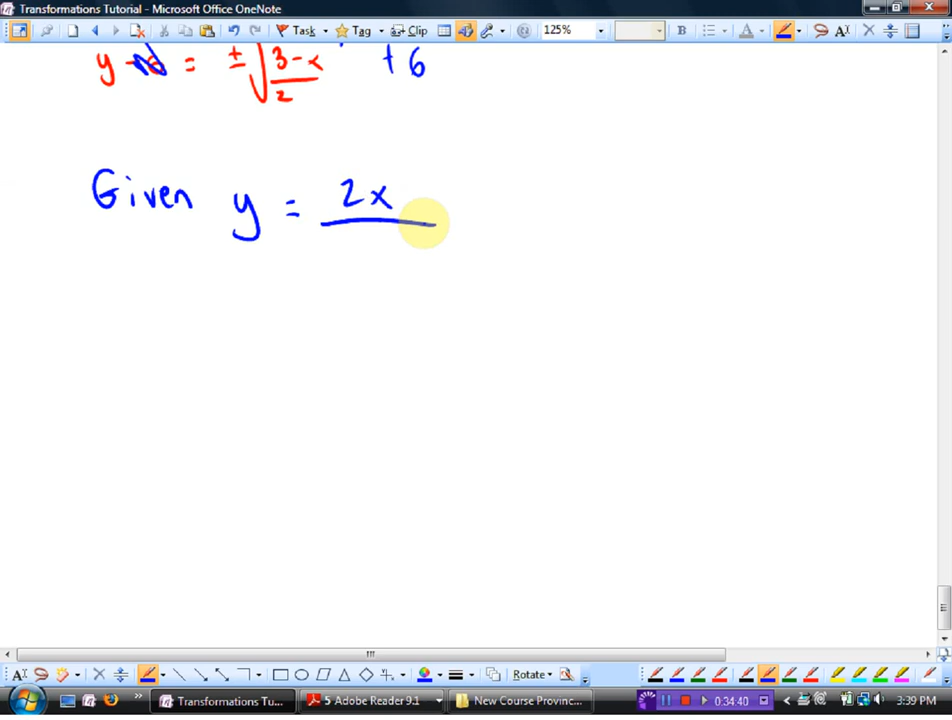 Transformations Tutorial - Microsoft Office OneNote
Task Tag Clip 125% B A
y = ± √ 3-x + 6
2
Given y = 2x
Rotate
Transformations Tu... 5 Adobe Reader 9.1 New Course Provinc... 0:34:40 3:39 PM